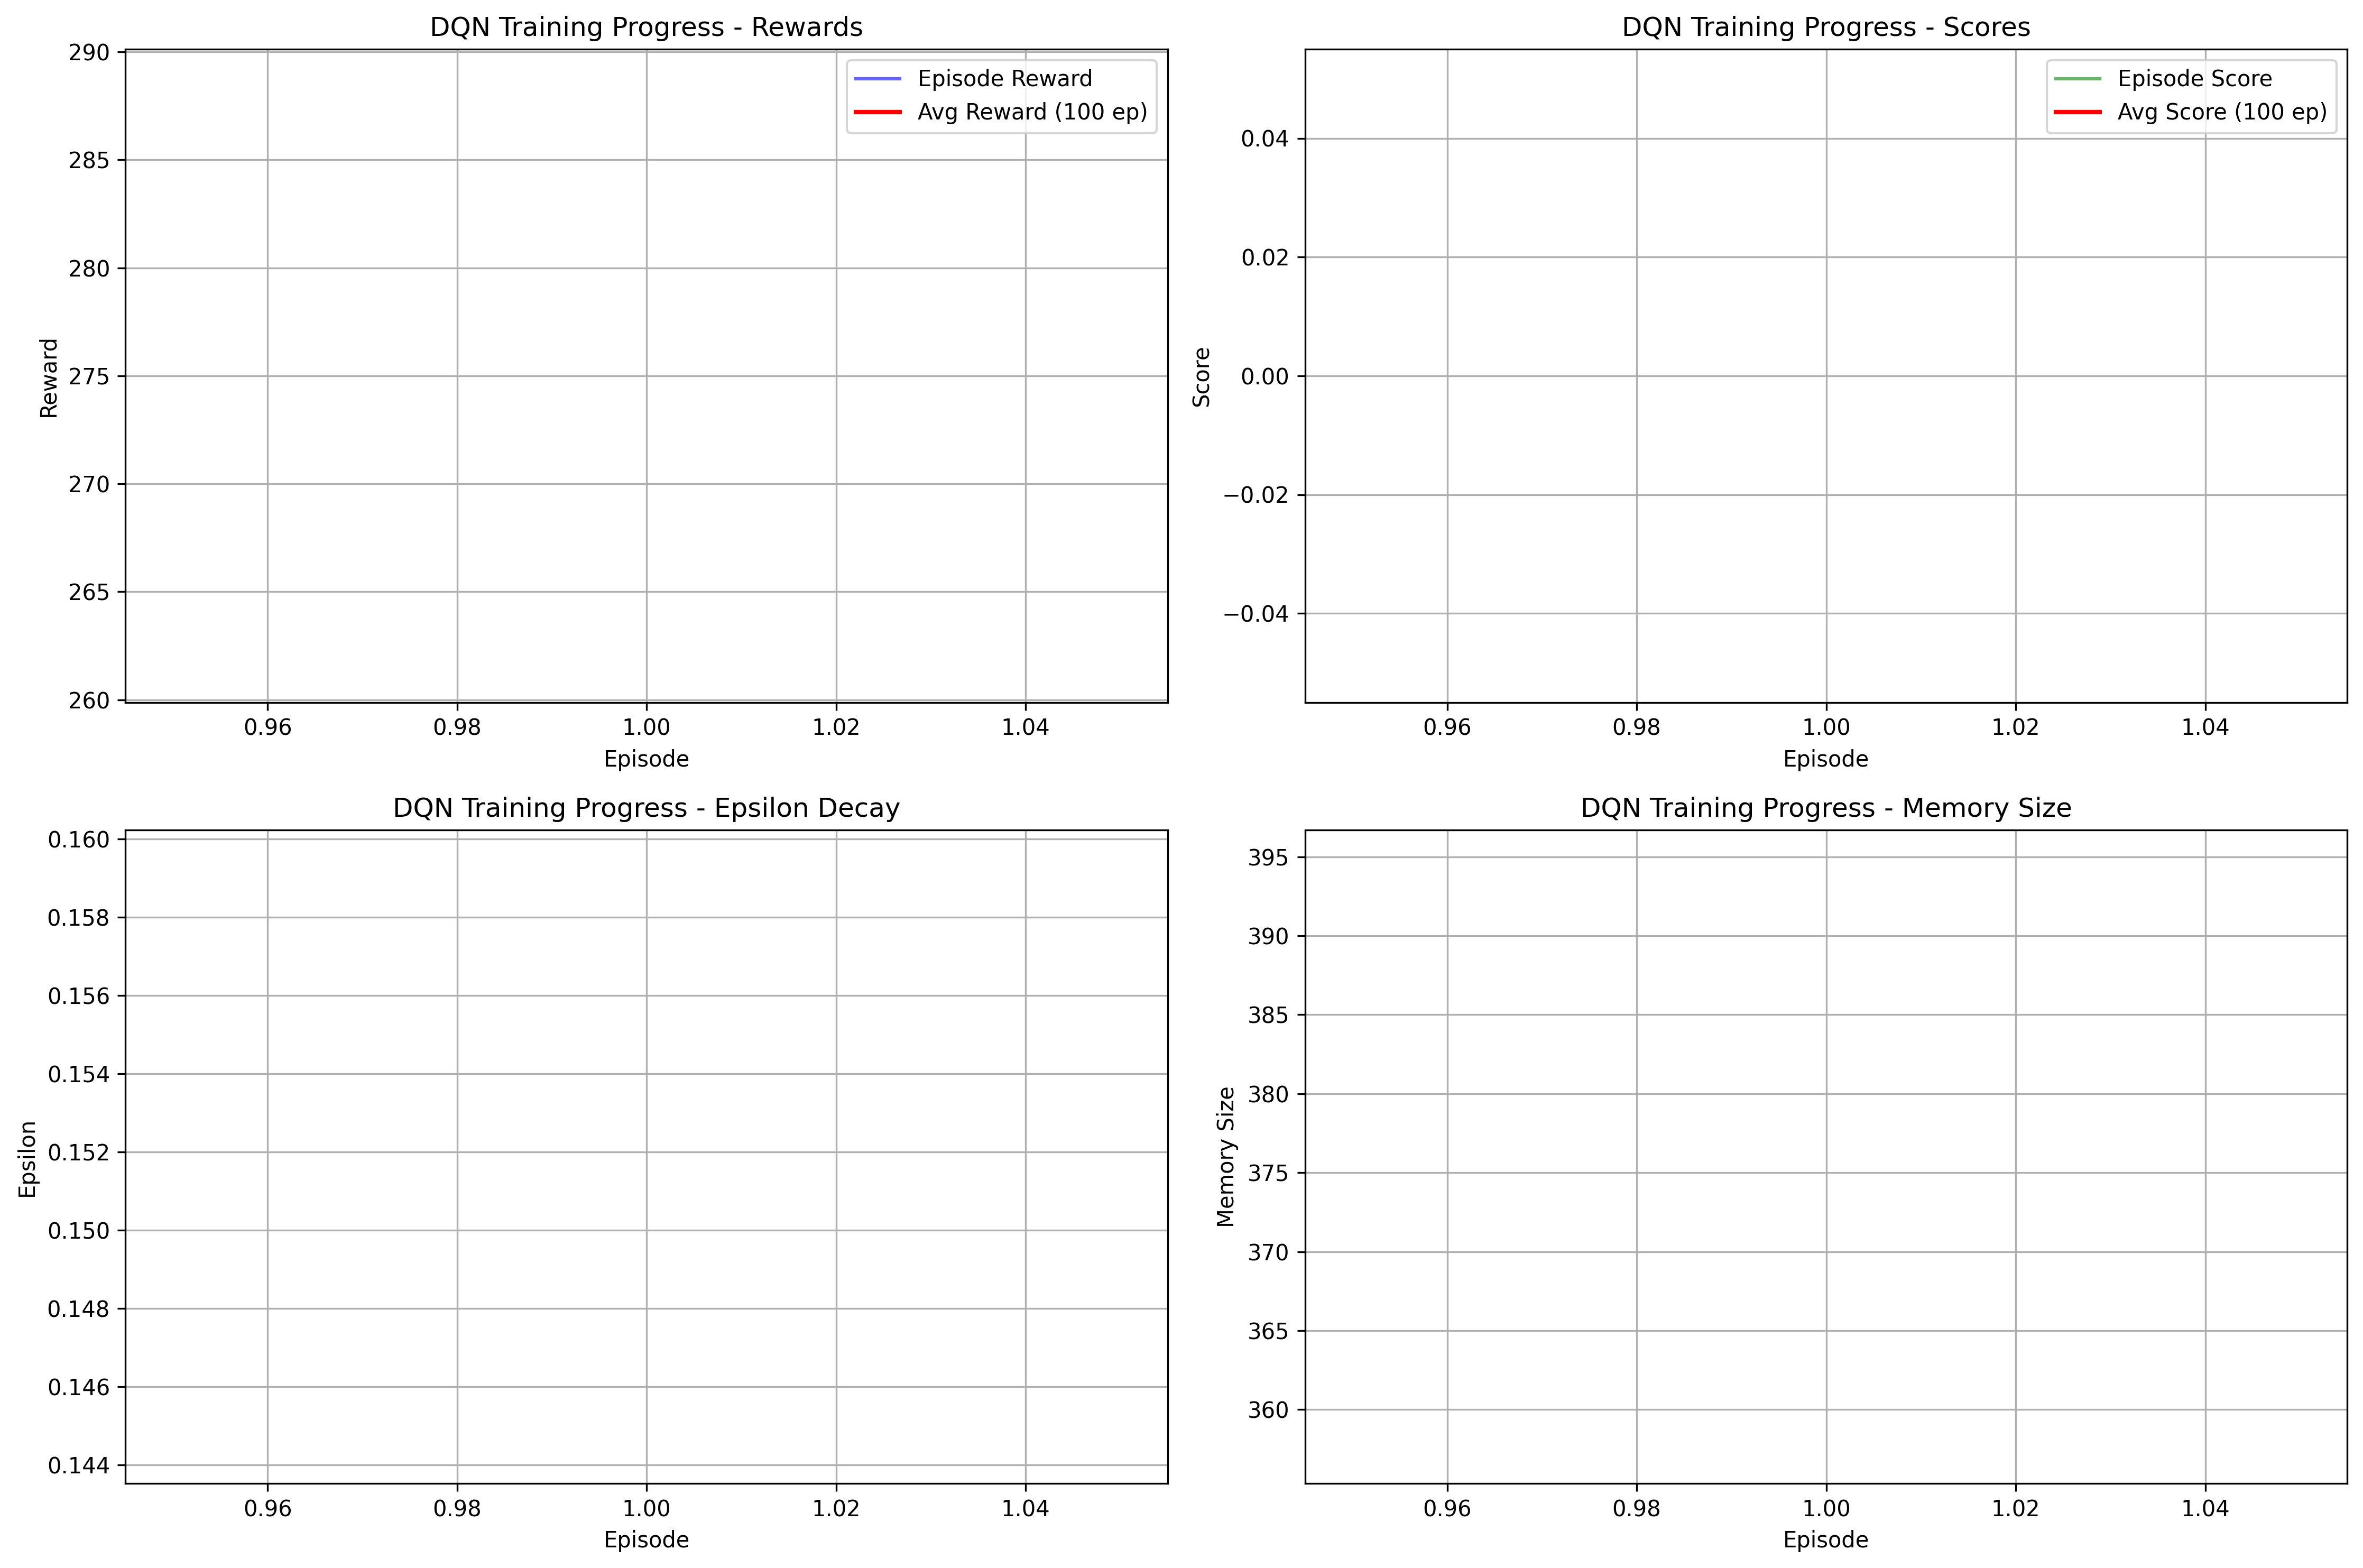 DQN Training Progress - Rewards
290
285
280
275
270
265
260
Reward
Episode Reward
Avg Reward (100 ep)
0.96 0.98 1.00 1.02 1.04
Episode
DQN Training Progress - Scores
0.04
0.02
0.00
−0.02
−0.04
Score
Episode Score
Avg Score (100 ep)
0.96 0.98 1.00 1.02 1.04
Episode
DQN Training Progress - Epsilon Decay
0.160
0.158
0.156
0.154
0.152
0.150
0.148
0.146
0.144
Epsilon
0.96 0.98 1.00 1.02 1.04
Episode
DQN Training Progress - Memory Size
395
390
385
380
375
370
365
360
Memory Size
0.96 0.98 1.00 1.02 1.04
Episode